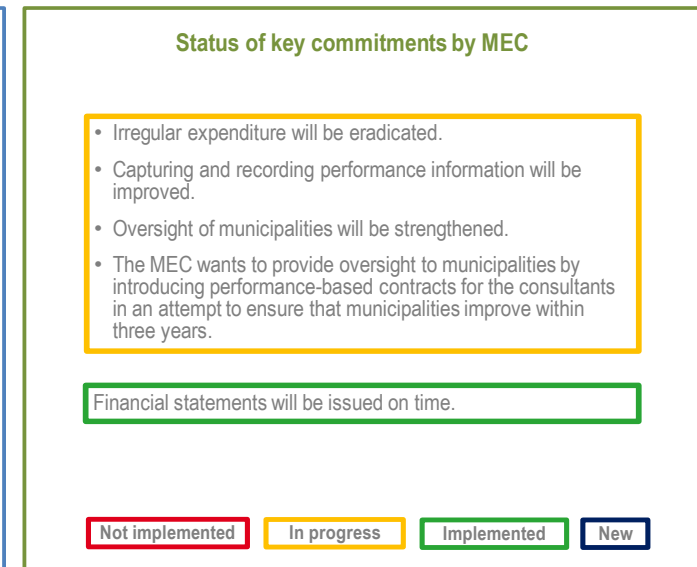 Status of key commitments by MEC
• Irregular expenditure will be eradicated.
• Capturing and recording performance information will be
improved.
• Oversight of municipalities will be strengthened.
• The MEC wants to provide oversight to municipalities by
introducing performance-based contracts for the consultants
in an attempt to ensure that municipalities improve within
three years.
Financial statements will be issued on time.
Not implemented In progress Implemented New